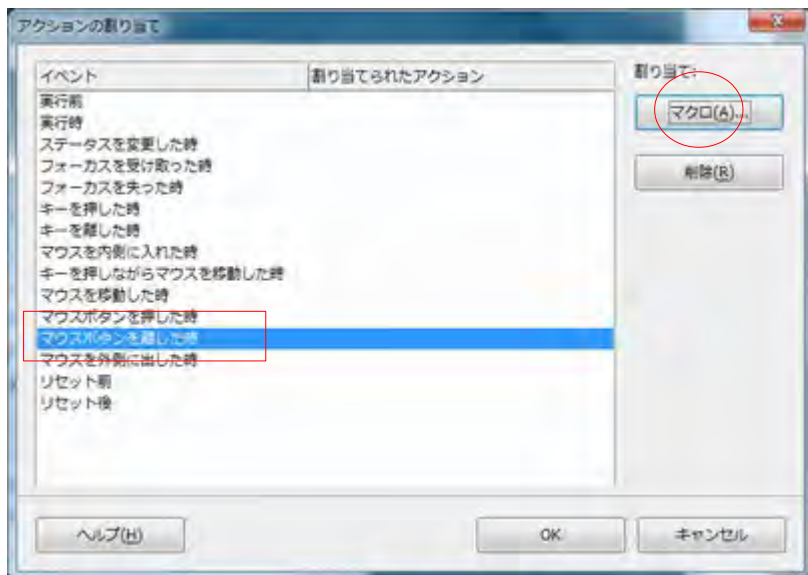 アクションの割り当て
イベント
割り当てられたアクション
割り当て:
実行前
実行時
ステータスを変更した時
フォーカスを受け取った時
フォーカスを失った時
キーを押した時
キーを離した時
マウスを内側に入れた時
キーを押しながらマウスを移動した時
マウスを移動した時
マウスボタンを押した時
マウスボタンを離した時
マウスを外側に出した時
リセット前
リセット後
マクロ(A)...
削除(R)
ヘルプ(H)
OK
キャンセル